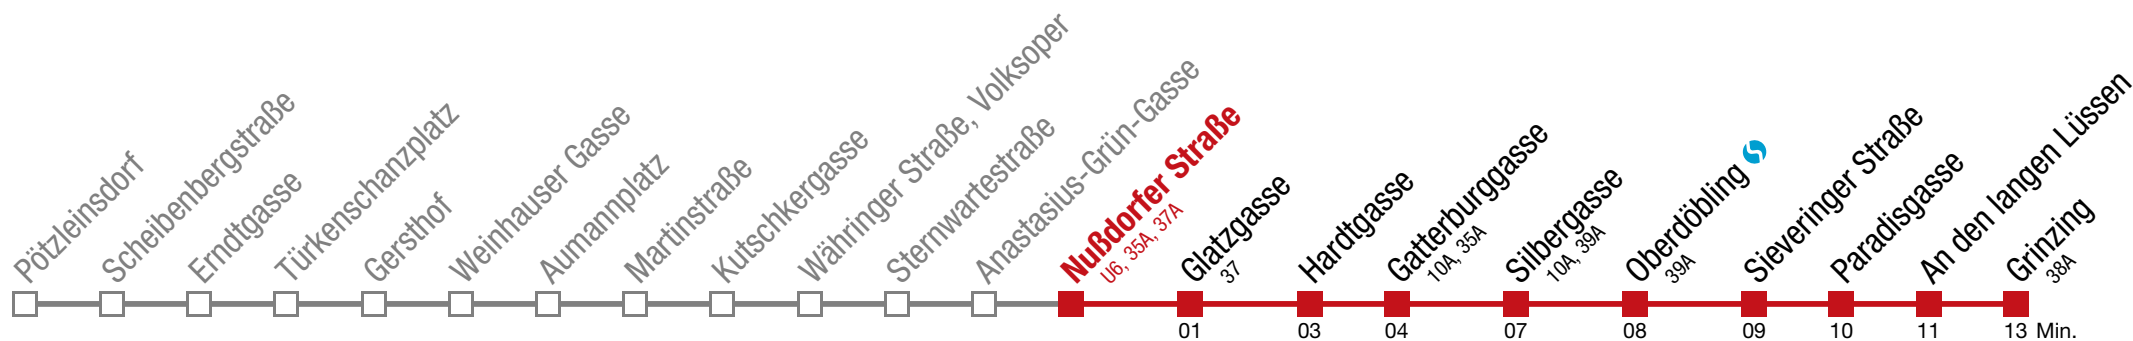 Pötzleinsdorf
Scheibenbergstraße
Erndtgasse
Türkenschanzplatz
Gersthof
Weinhauser Gasse
Aumannplatz
Martinstraße
Kutschkergasse
Währinger Straße, Volksoper
Sternwartestraße
Anastasius-Grün-Gasse
Nußdorfer Straße
U6, 35A, 37A
Glatzgasse
37
Hardtgasse
Gatterburggasse
10A, 35A
Silbergasse
10A, 39A
Oberdöbling
39A
Sieveringer Straße
Paradisgasse
An den langen Lüssen
Grinzing
38A
01 03 04 07 08 09 10 11 13 Min.